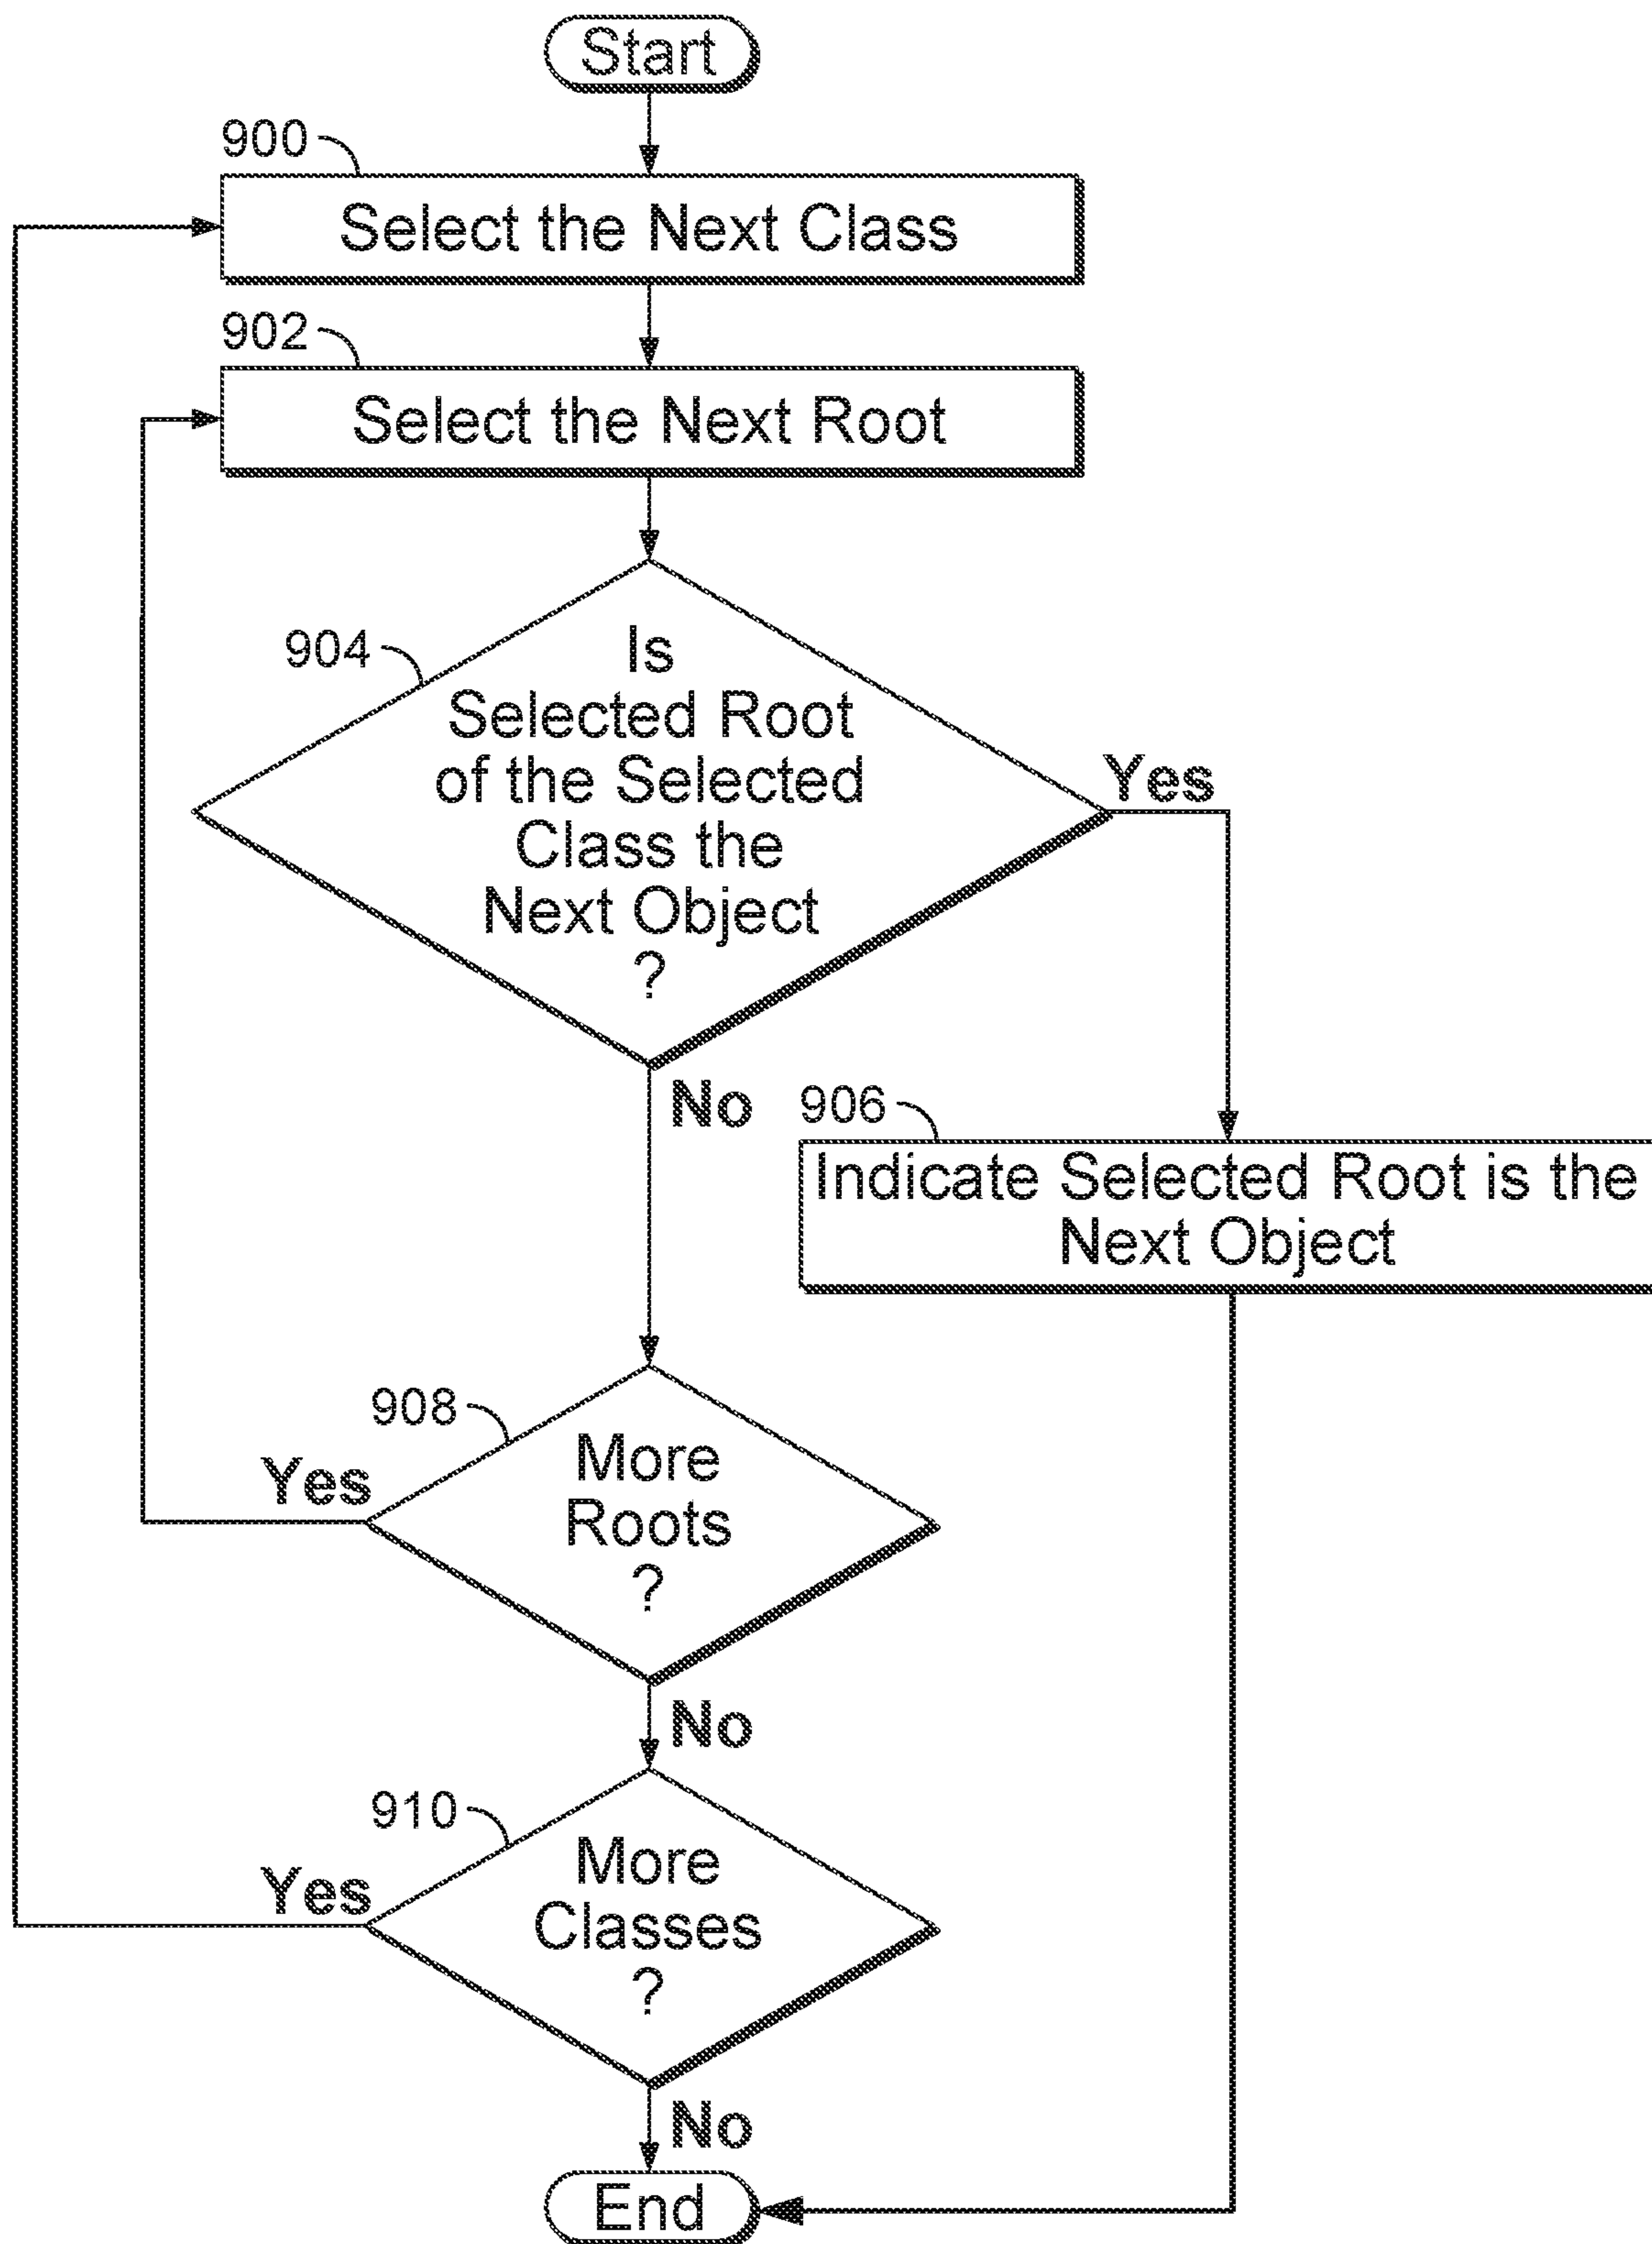 Start
900
Select the Next Class
902
Select the Next Root
904
Is
Selected Root
of the Selected
Class the
Next Object
?
Yes
No
906
Indicate Selected Root is the
Next Object
908
More
Roots
?
Yes
No
910
More
Classes
?
Yes
No
End